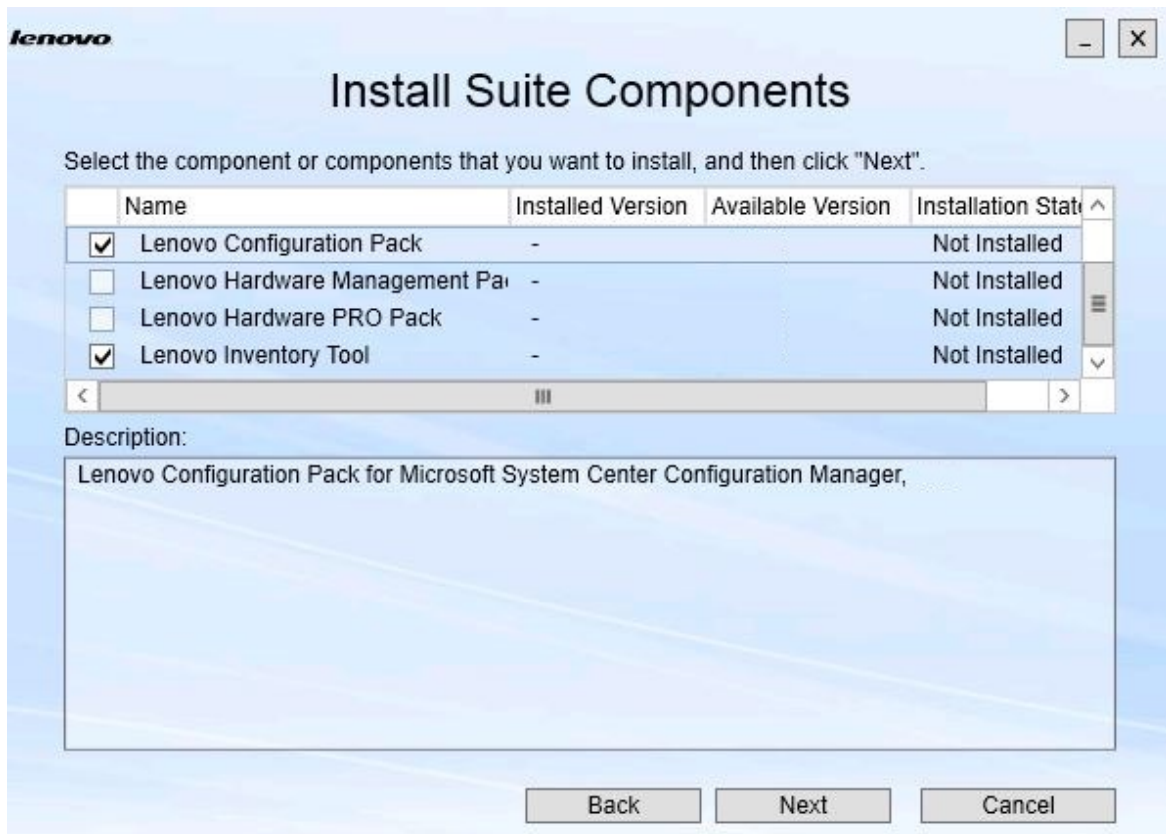 lenovo
Install Suite Components
Select the component or components that you want to install, and then click "Next".
Name Installed Version Available Version Installation State
Lenovo Configuration Pack - Not Installed
Lenovo Hardware Management Pa - Not Installed
Lenovo Hardware PRO Pack - Not Installed
Lenovo Inventory Tool - Not Installed
Description:
Lenovo Configuration Pack for Microsoft System Center Configuration Manager,
Back Next Cancel